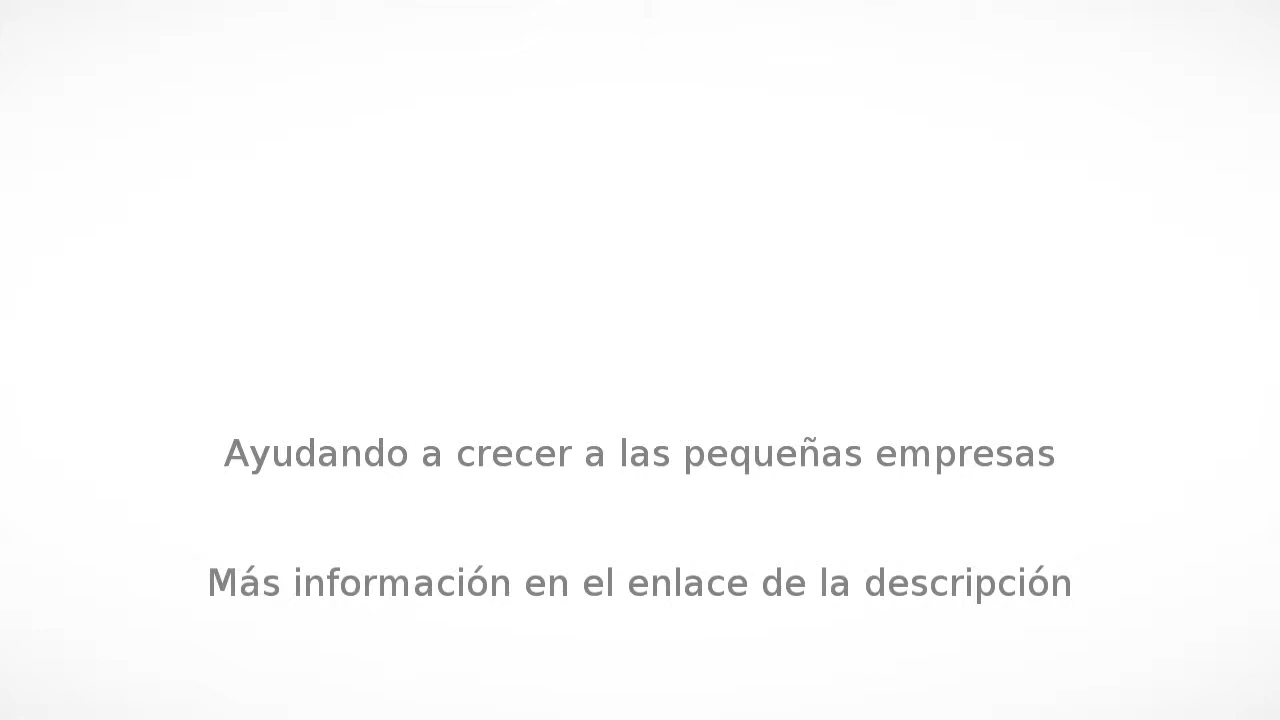 Ayudando a crecer a las pequeñas empresas
Más información en el enlace de la descripción